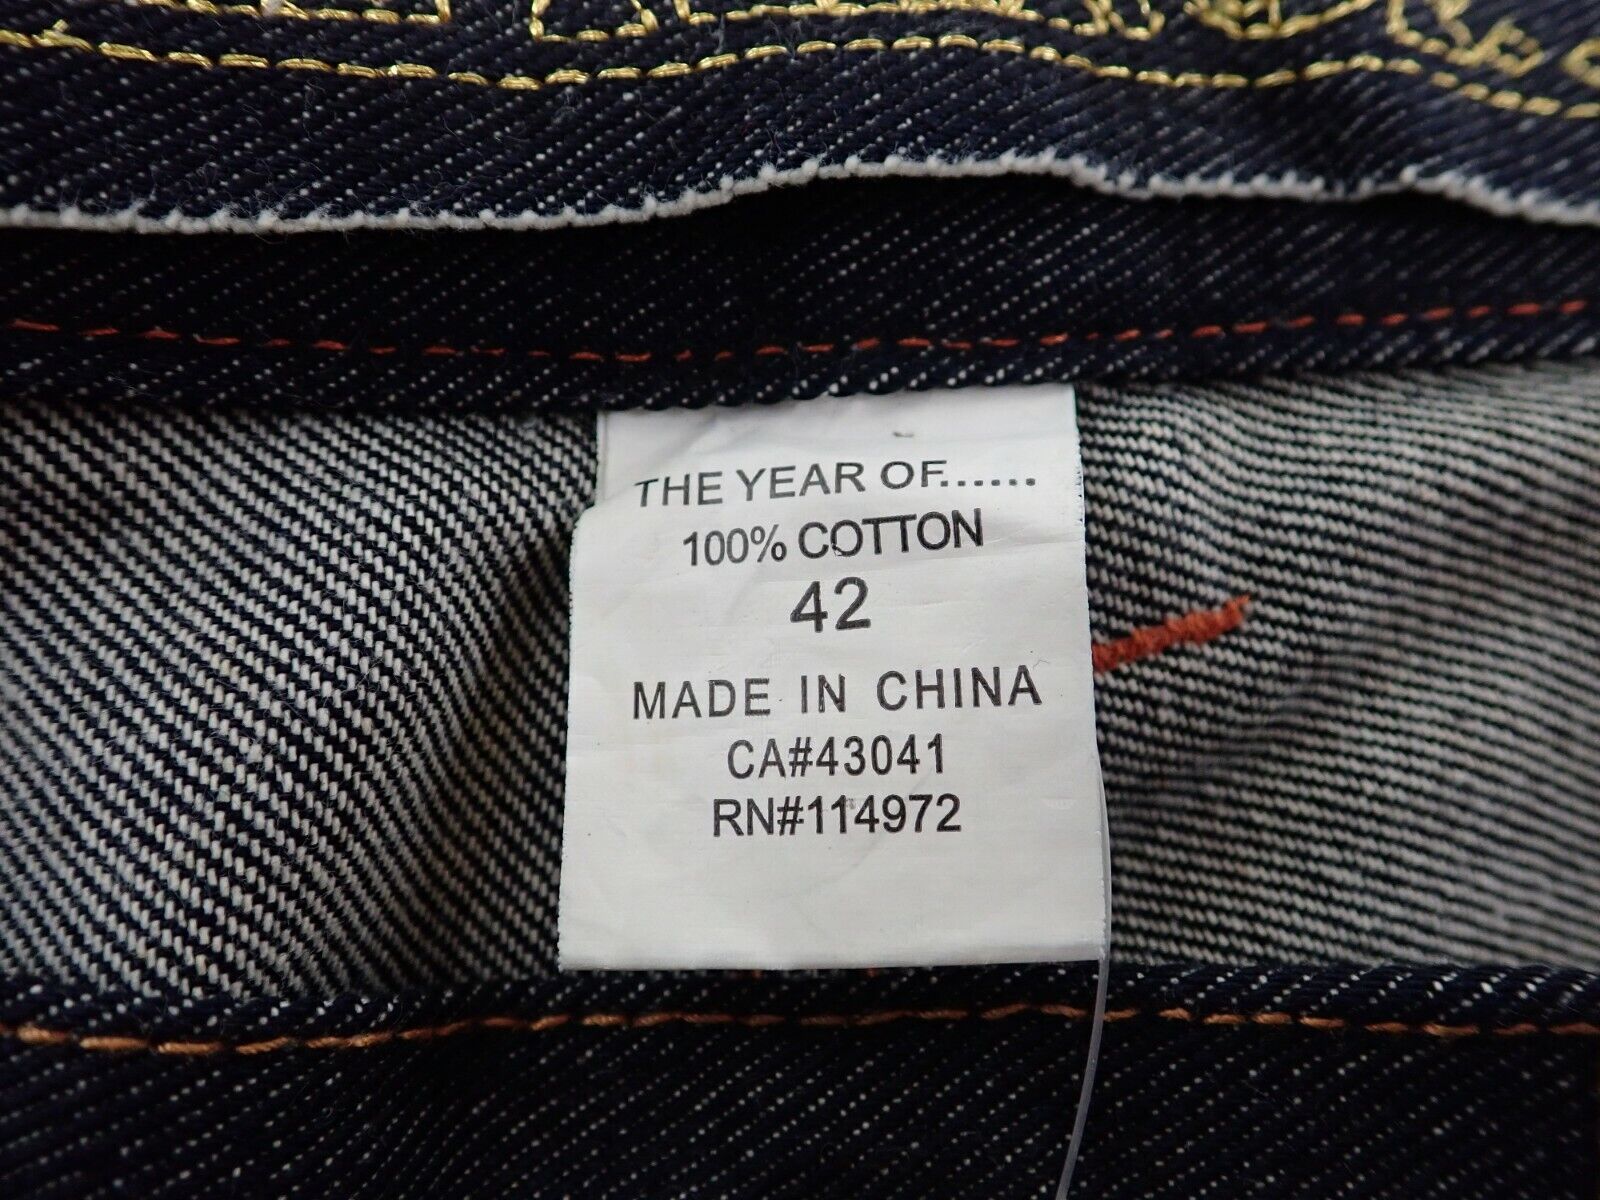 THE YEAR OF......
100% COTTON
42
MADE IN CHINA
CA#43041
RN#114972